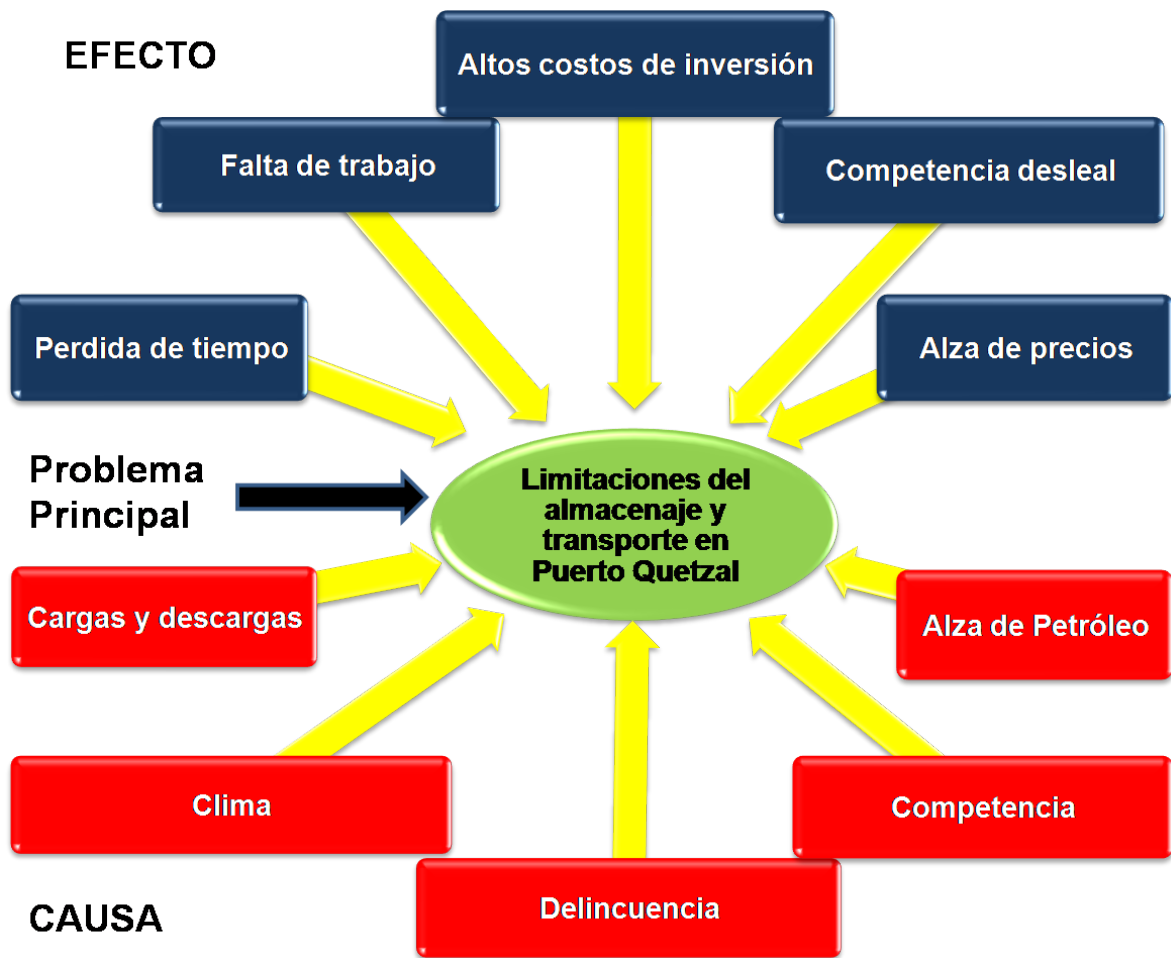 EFECTO
Altos costos de inversión
Falta de trabajo
Competencia desleal
Perdida de tiempo
Alza de precios
Problema
Principal
Limitaciones del
almacenaje y
transporte en
Puerto Quetzal
Cargas y descargas
Alza de Petróleo
Clima
Competencia
Delincuencia
CAUSA